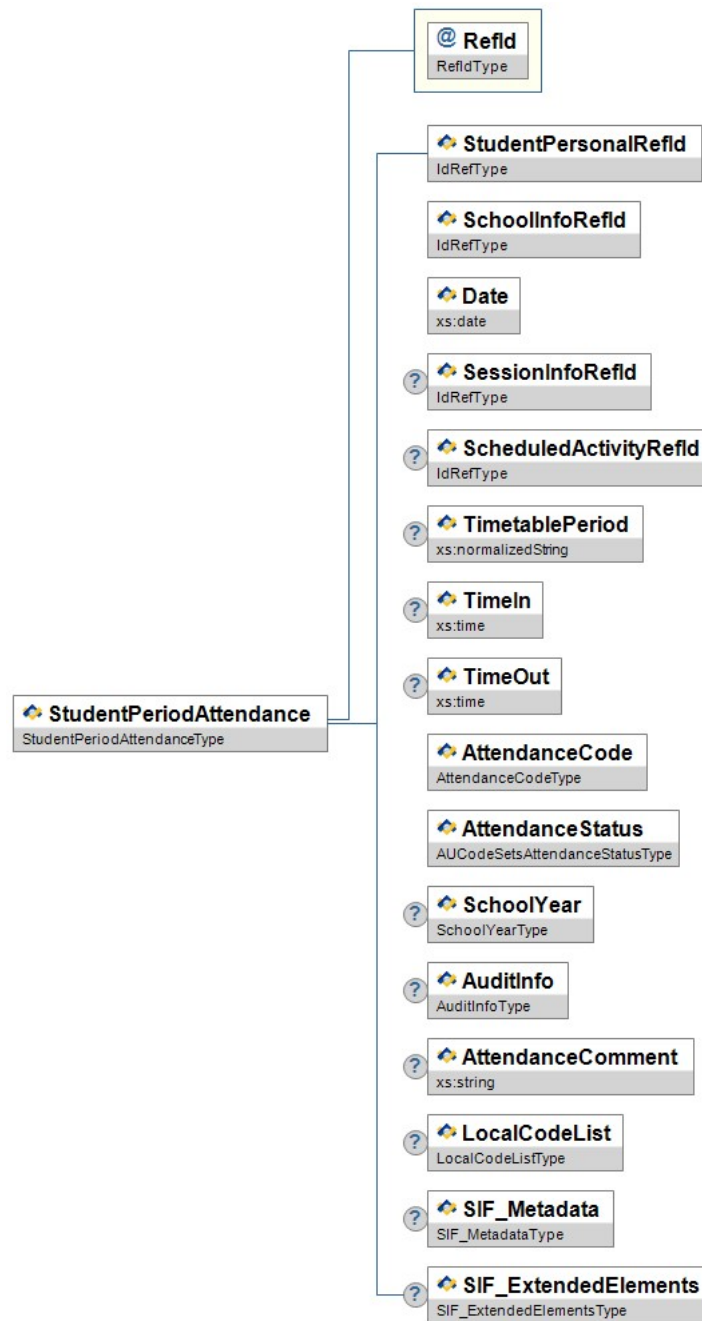 @ RefId
RefIdType
StudentPersonalRefId
IdRefType
SchoolInfoRefId
IdRefType
Date
xs:date
? SessionInfoRefId
IdRefType
? ScheduledActivityRefId
IdRefType
? TimetablePeriod
xs:normalizedString
? TimeIn
xs:time
? TimeOut
xs:time
StudentPeriodAttendance
StudentPeriodAttendanceType
AttendanceCode
AttendanceCodeType
AttendanceStatus
AUCodeSetsAttendanceStatusType
? SchoolYear
SchoolYearType
? AuditInfo
AuditInfoType
? AttendanceComment
xs:string
? LocalCodeList
LocalCodeListType
? SIF_Metadata
SIF_MetadataType
? SIF_ExtendedElements
SIF_ExtendedElementsType